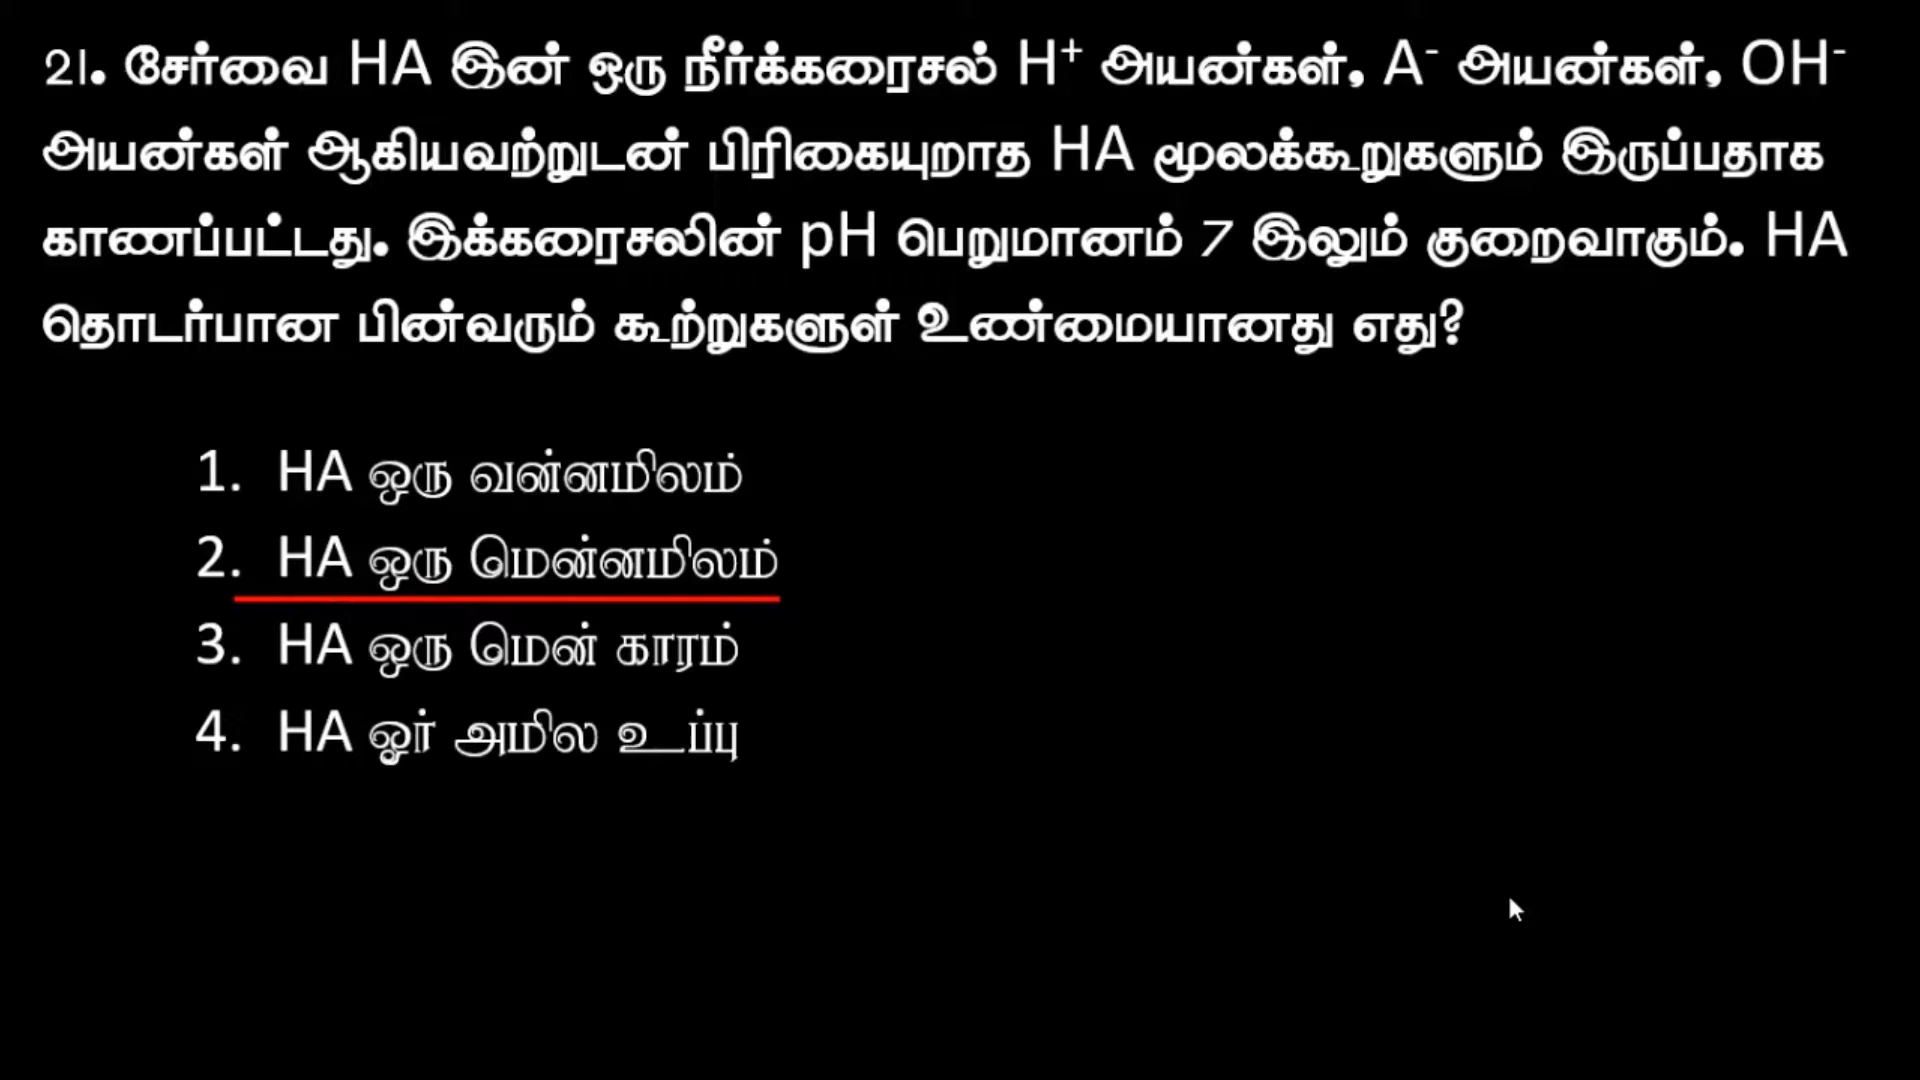 21. சேர்வை HA இன் ஒரு நீர்க்கரைசல் H⁺ அயன்கள், A⁻ அயன்கள், OH⁻
அயன்கள் ஆகியவற்றுடன் பிரிகையுறாத HA மூலக்கூறுகளும் இருப்பதாக
காணப்பட்டது. இக்கரைசலின் pH பெறுமானம் 7 இலும் குறைவாகும். HA
தொடர்பான பின்வரும் கூற்றுகளுள் உண்மையானது எது?
1. HA ஒரு வன்னமிலம்
2. HA ஒரு மென்னமிலம்
3. HA ஒரு மென் காரம்
4. HA ஓர் அமில உப்பு